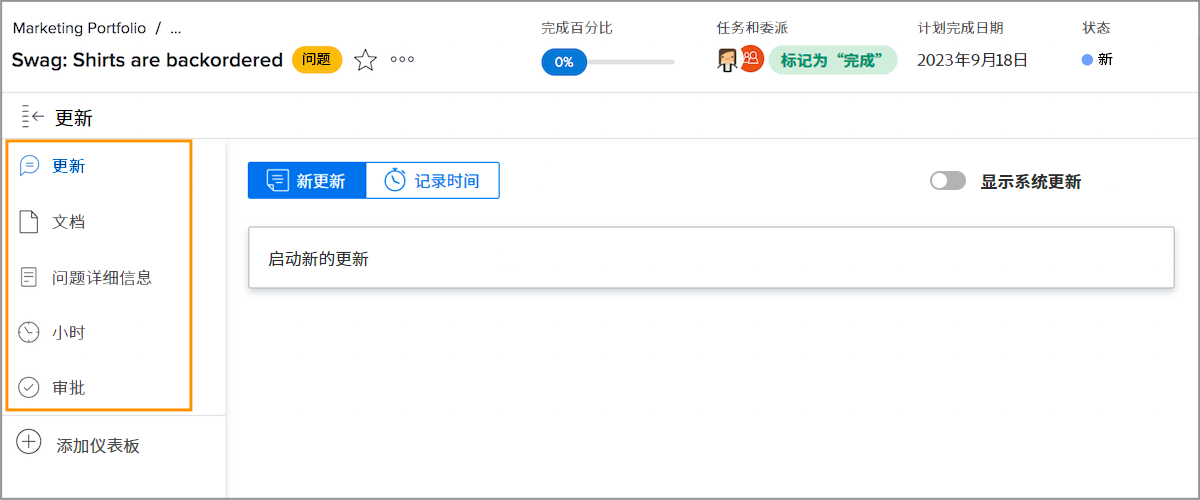 Marketing Portfolio / ...
Swag: Shirts are backordered 问题
完成百分比
0%
任务和委派
标记为“完成”
计划完成日期
2023年9月18日
状态
新
更新
更新
文档
问题详细信息
小时
审批
添加仪表板
新更新 记录时间
显示系统更新
启动新的更新